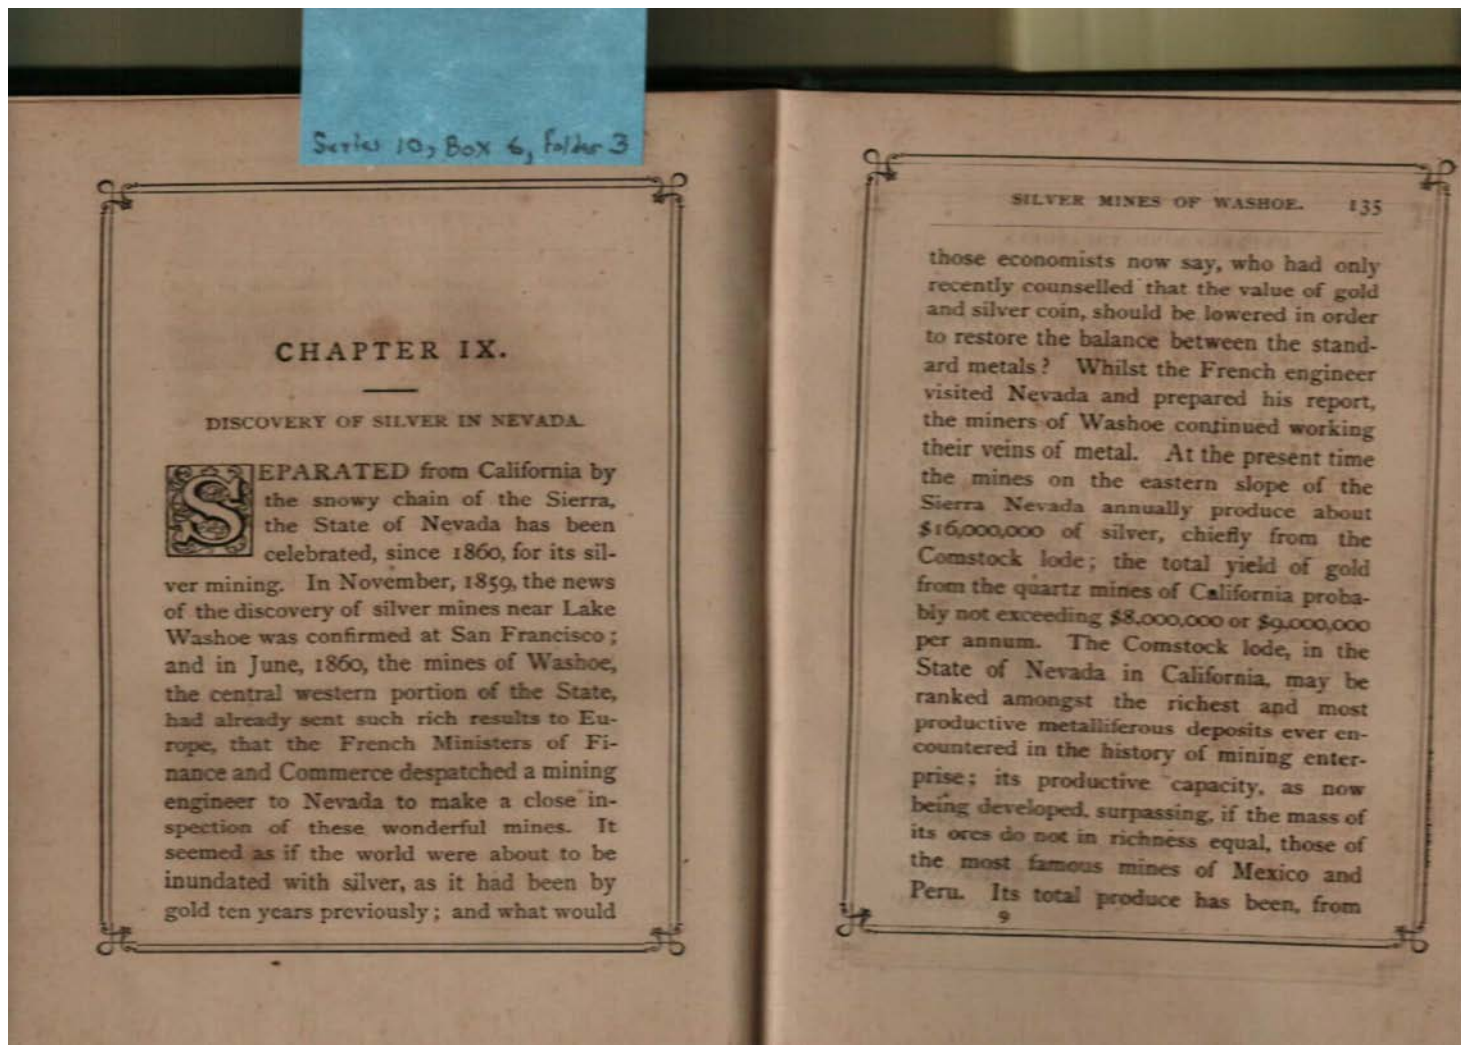 Series 10, Box 6, Folder 3
CHAPTER IX.
DISCOVERY OF SILVER IN NEVADA.
SEPARATED from California by
the snowy chain of the Sierra,
the State of Nevada has been
celebrated, since 1860, for its sil-
ver mining. In November, 1859, the news
of the discovery of silver mines near Lake
Washoe was confirmed at San Francisco;
and in June, 1860, the mines of Washoe,
the central western portion of the State,
had already sent such rich results to Eu-
rope, that the French Ministers of Fi-
nance and Commerce despatched a mining
engineer to Nevada to make a close in-
spection of these wonderful mines. It
seemed as if the world were about to be
inundated with silver, as it had been by
gold ten years previously; and what would
SILVER MINES OF WASHOE. 135
those economists now say, who had only
recently counselled that the value of gold
and silver coin, should be lowered in order
to restore the balance between the stand-
ard metals? Whilst the French engineer
visited Nevada and prepared his report,
the miners of Washoe continued working
their veins of metal. At the present time
the mines on the eastern slope of the
Sierra Nevada annually produce about
$16,000,000 of silver, chiefly from the
Comstock lode; the total yield of gold
from the quartz mines of California proba-
bly not exceeding $8,000,000 or $9,000,000
per annum. The Comstock lode, in the
State of Nevada in California, may be
ranked amongst the richest and most
productive metalliferous deposits ever en-
countered in the history of mining enter-
prise; its productive capacity, as now
being developed, surpassing, if the mass of
its ores do not in richness equal, those of
the most famous mines of Mexico and
Peru. Its total produce has been, from
9